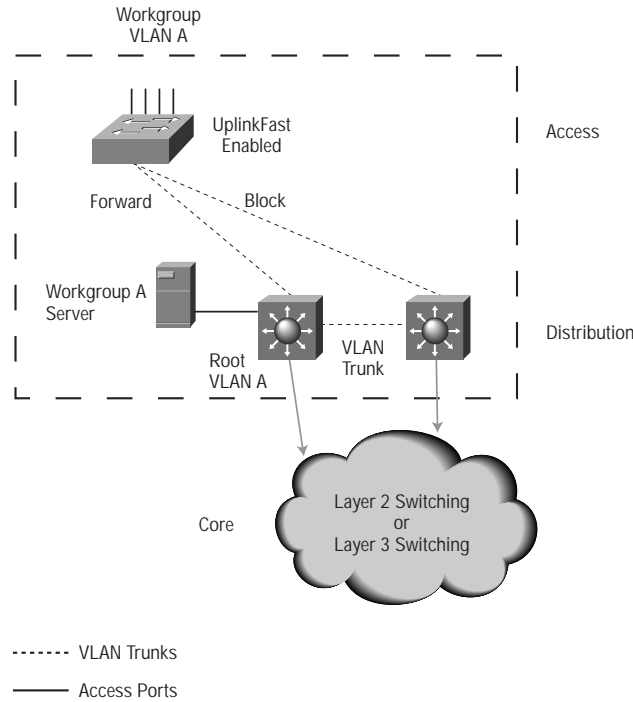 Workgroup
VLAN A
UplinkFast
Enabled
Access
Forward
Block
Workgroup A
Server
Root
VLAN A
VLAN
Trunk
Distribution
Layer 2 Switching
or
Layer 3 Switching
Core
VLAN Trunks
Access Ports